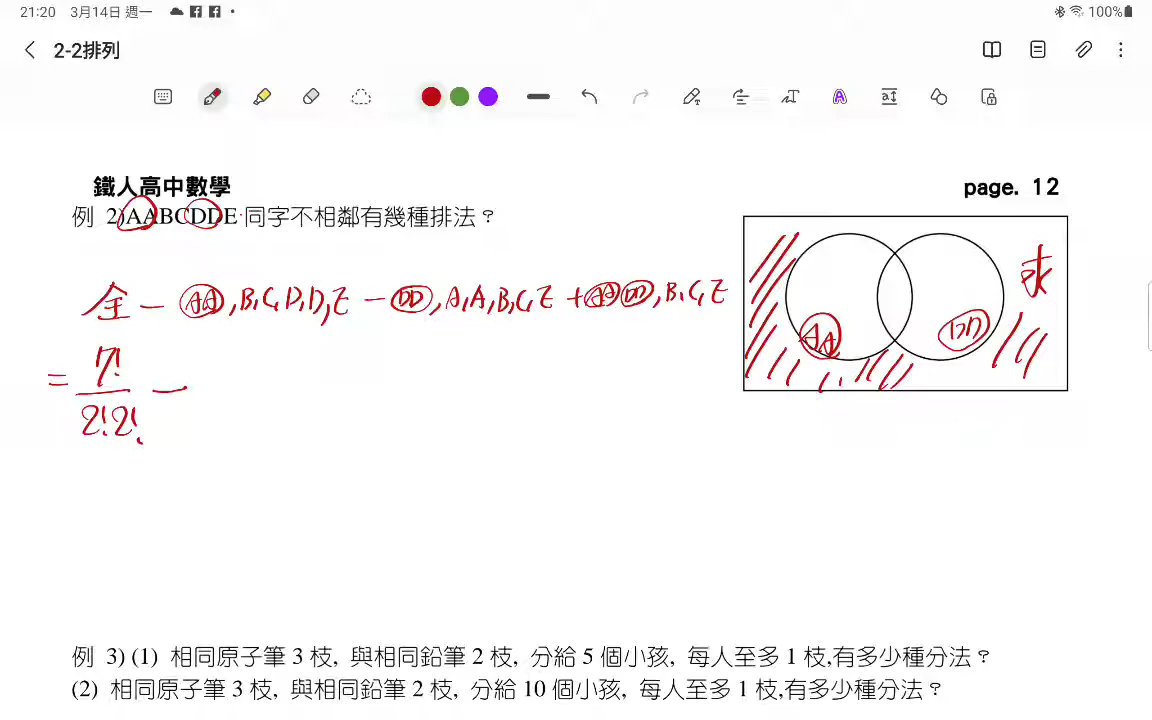 21:20 3月14日 週一
100%
2-2排列
鐵人高中數學
page. 12
例 2)AABCDDE 同字不相鄰有幾種排法？
求
全 - AA, B, C, D, D, E - DD, A, A, B, C, E + AA DD, B, C, E
AA DD
= 7!/2!2! -
例 3) (1) 相同原子筆 3 枝, 與相同鉛筆 2 枝, 分給 5 個小孩, 每人至多 1 枝,有多少種分法？
(2) 相同原子筆 3 枝, 與相同鉛筆 2 枝, 分給 10 個小孩, 每人至多 1 枝,有多少種分法？